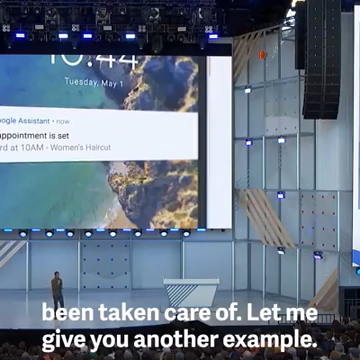 10:44
Tuesday, May 1
Google Assistant • now
appointment is set
rd at 10AM - Women's Haircut
been taken care of. Let me
give you another example.